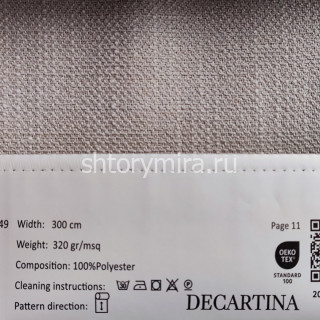 shtorymira.ru
49 Width: 300 cm
Page 11
Weight: 320 gr/msq
Composition: 100%Polyester
OEKO
TEX®
STANDARD
100
Cleaning instructions:
Pattern direction:
DECARTINA
20